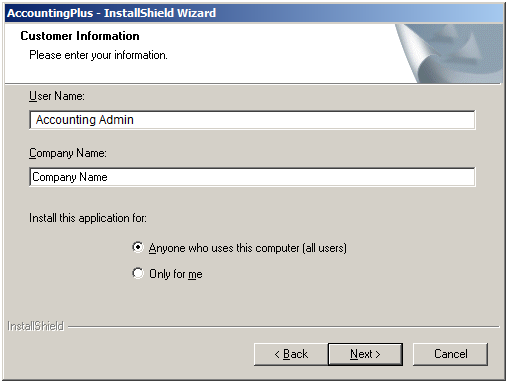 AccountingPlus - InstallShield Wizard
Customer Information
Please enter your information.
User Name:
Accounting Admin
Company Name:
Company Name
Install this application for:
Anyone who uses this computer (all users)
Only for me
InstallShield
< Back Next > Cancel